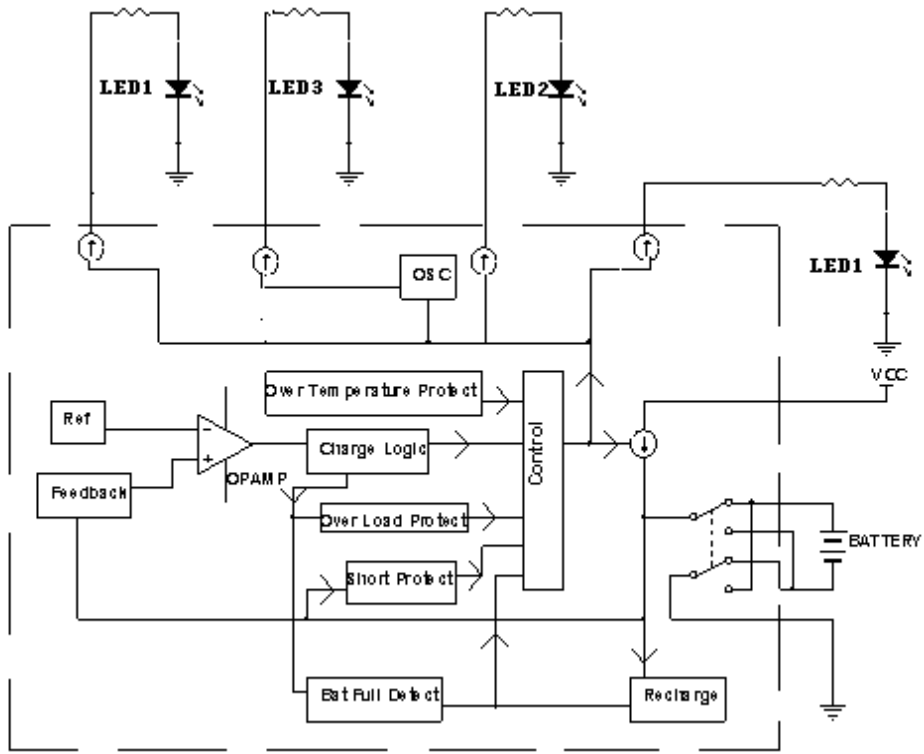 LED1
LED3
LED2
LED1
OSC
VCC
Over Temperature Protect
Ref
-
+
OPAMP
Charge Logic
Control
Feedback
Over Load Protect
BATTERY
Short Protect
Bat Full Detect
Recharge